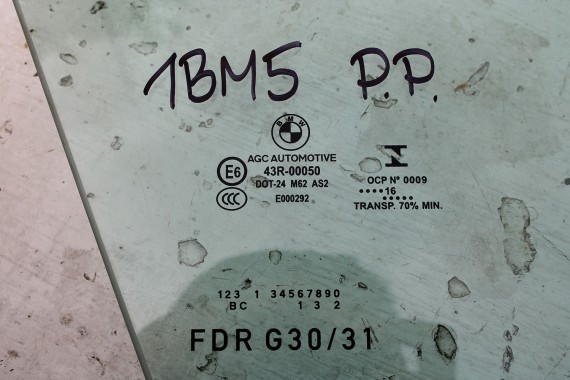 1BM5 P.P.
BMW
AGC AUTOMOTIVE
E6 43R-00050
DOT-24 M62 AS2
CCC E000292
OCP Nº 0009
••••16
•••••
TRANSP. 70% MIN.
123 1 34567890
BC 1 3 2
FDR G30/31